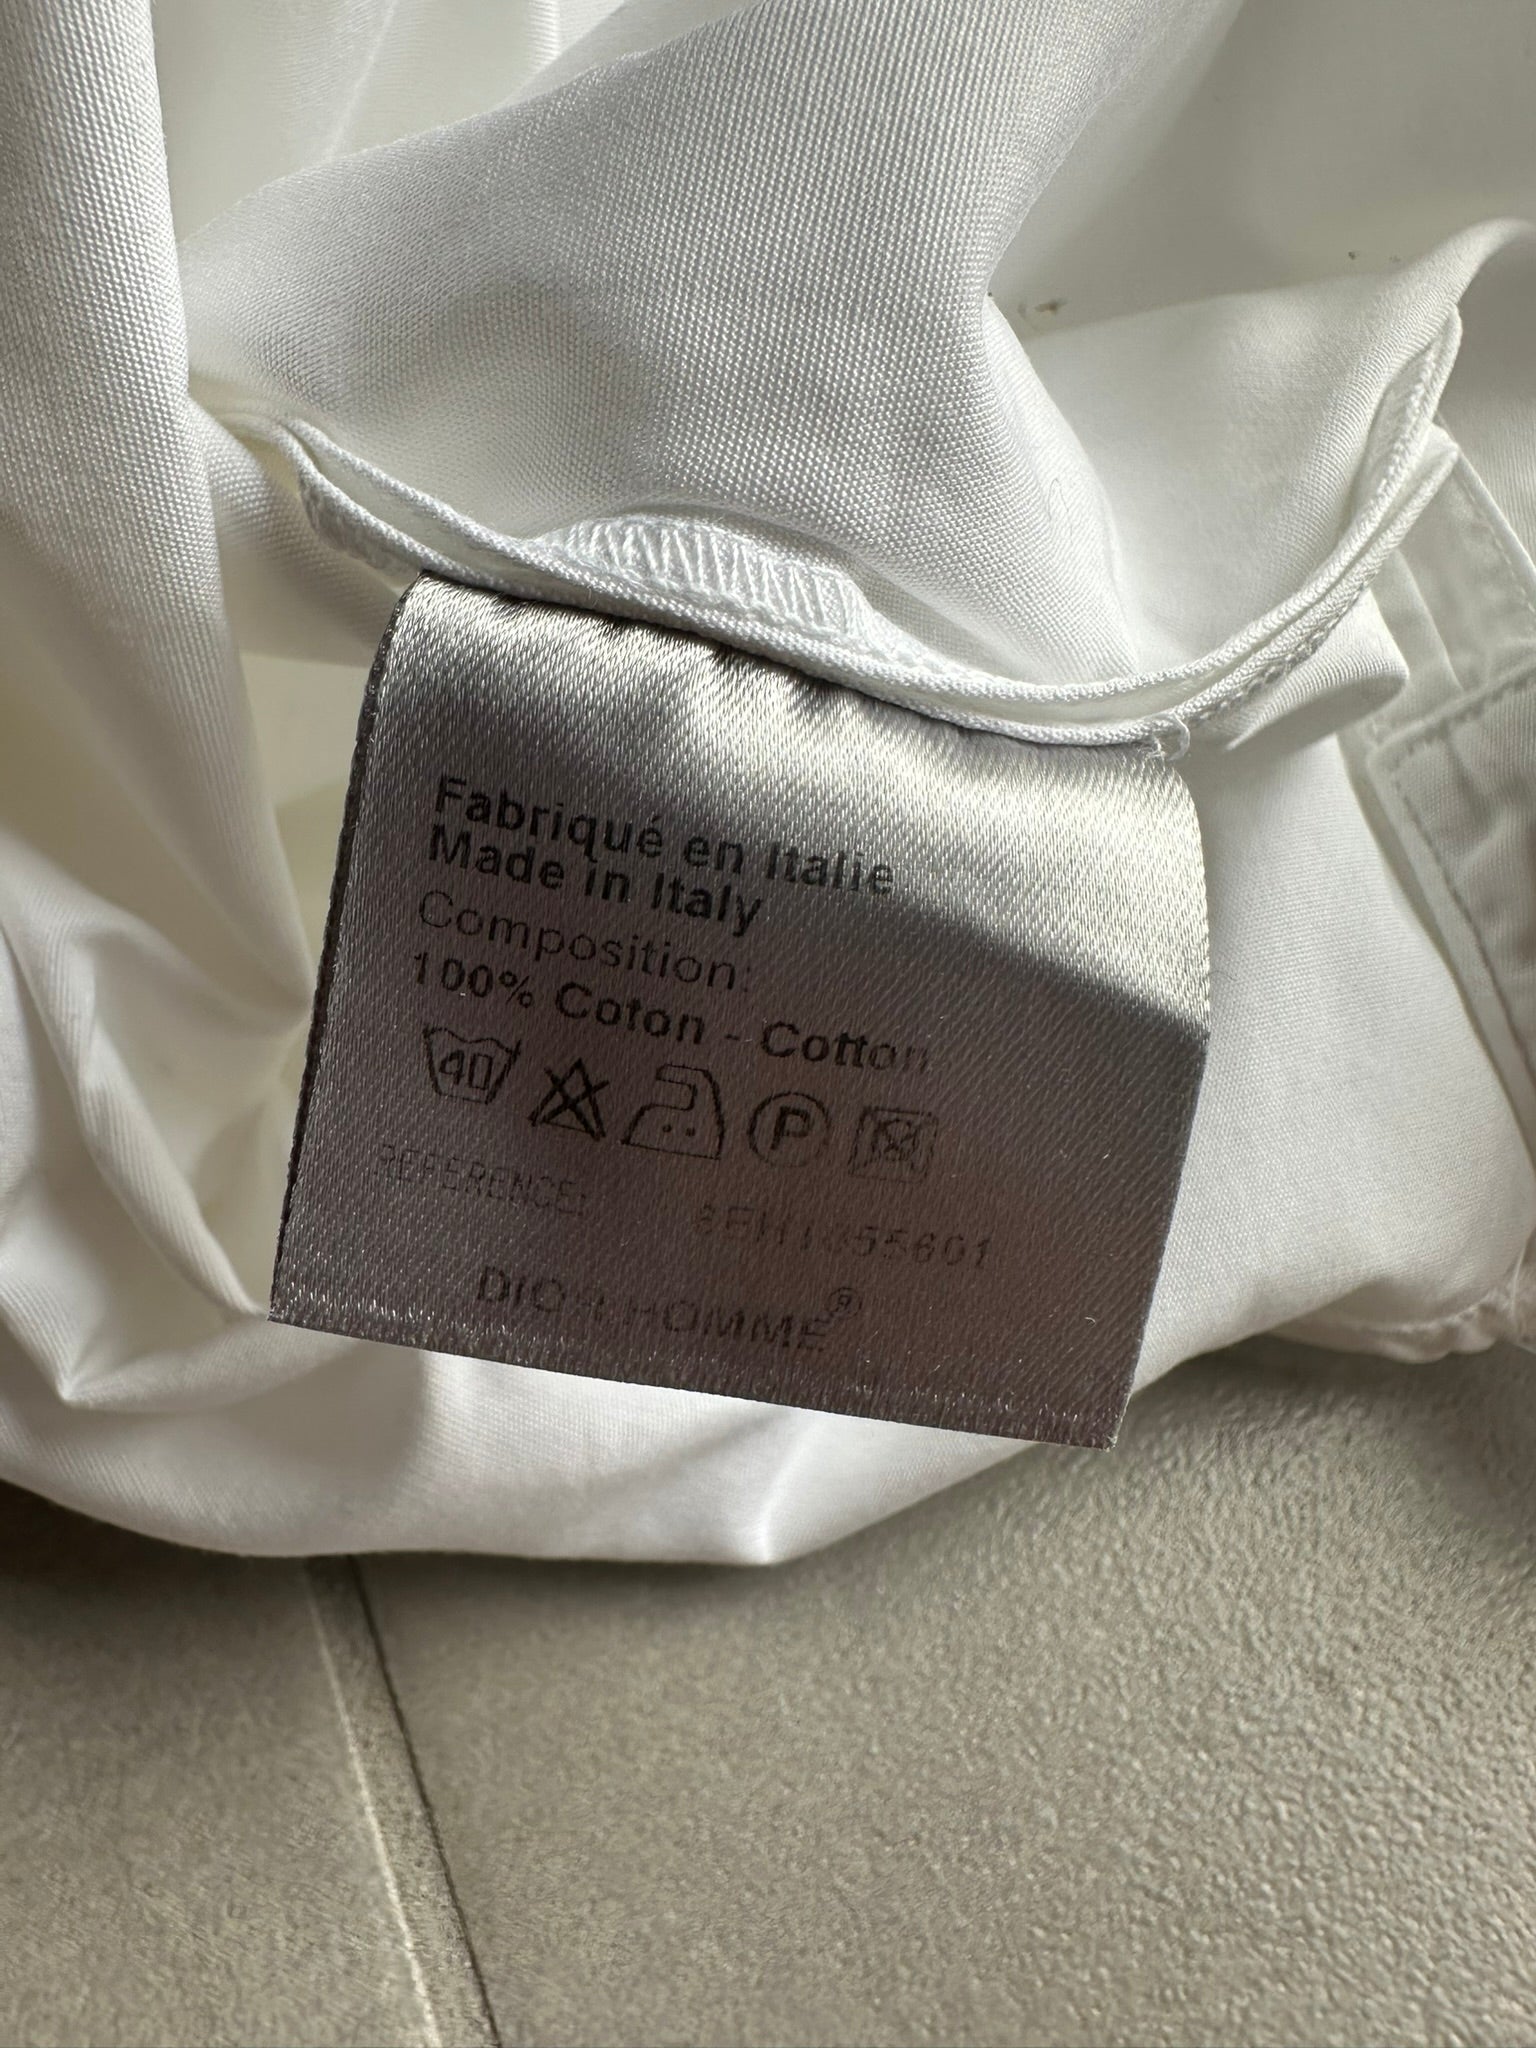 Fabriqué en Italie
Made in Italy
Composition:
100% Coton - Cotton
40
P
REFERENCE:
DIOR HOMME®